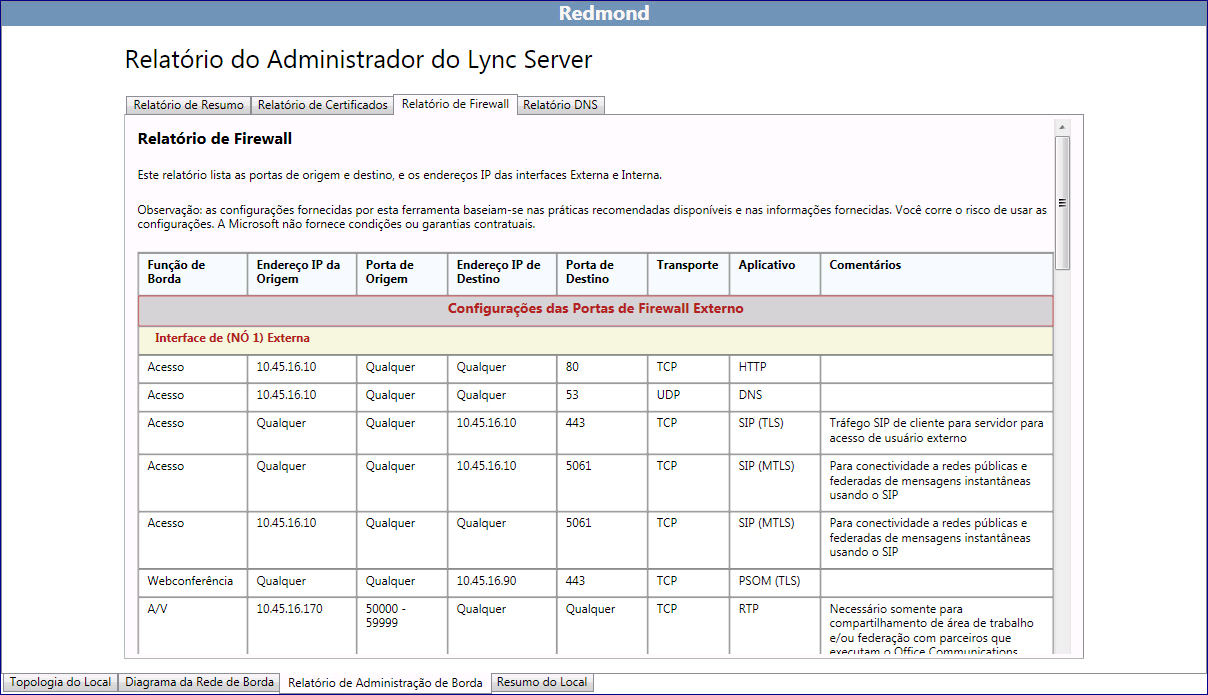 Redmond
Relatório do Administrador do Lync Server
Relatório de Resumo Relatório de Certificados Relatório de Firewall Relatório DNS
Relatório de Firewall
Este relatório lista as portas de origem e destino, e os endereços IP das interfaces Externa e Interna.
Observação: as configurações fornecidas por esta ferramenta baseiam-se nas práticas recomendadas disponíveis e nas informações fornecidas. Você corre o risco de usar as
configurações. A Microsoft não fornece condições ou garantias contratuais.
Função de Borda Endereço IP da Origem Porta de Origem Endereço IP de Destino Porta de Destino Transporte Aplicativo Comentários
Configurações das Portas de Firewall Externo
Interface de (NÓ 1) Externa
Acesso 10.45.16.10 Qualquer Qualquer 80 TCP HTTP
Acesso 10.45.16.10 Qualquer Qualquer 53 UDP DNS
Acesso Qualquer Qualquer 10.45.16.10 443 TCP SIP (TLS) Tráfego SIP de cliente para servidor para
acesso de usuário externo
Acesso Qualquer Qualquer 10.45.16.10 5061 TCP SIP (MTLS) Para conectividade a redes públicas e
federadas de mensagens instantâneas
usando o SIP
Acesso 10.45.16.10 Qualquer Qualquer 5061 TCP SIP (MTLS) Para conectividade a redes públicas e
federadas de mensagens instantâneas
usando o SIP
Webconferência Qualquer Qualquer 10.45.16.90 443 TCP PSOM (TLS)
A/V 10.45.16.170 50000 - 59999 Qualquer Qualquer TCP RTP Necessário somente para
compartilhamento de área de trabalho
e/ou federação com parceiros que
executam o Office Communications
Topologia do Local Diagrama da Rede de Borda Relatório de Administração de Borda Resumo do Local